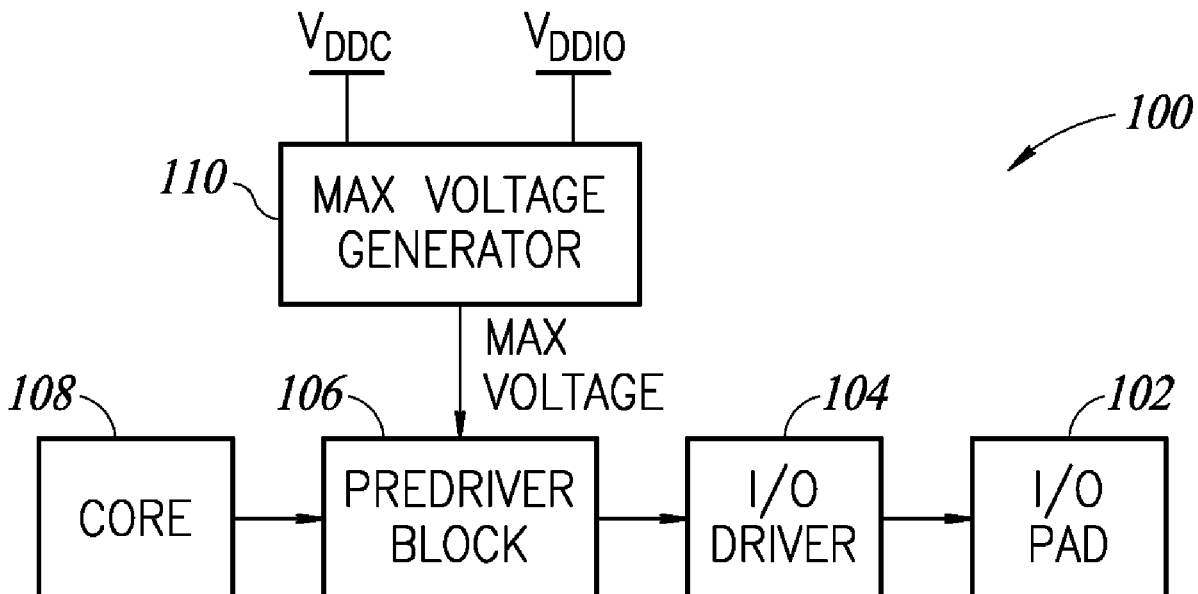 V_DDC V_DDIO
100
110
MAX VOLTAGE
GENERATOR
MAX
VOLTAGE
108 106 104 102
CORE
PREDRIVER
BLOCK
I/O
DRIVER
I/O
PAD